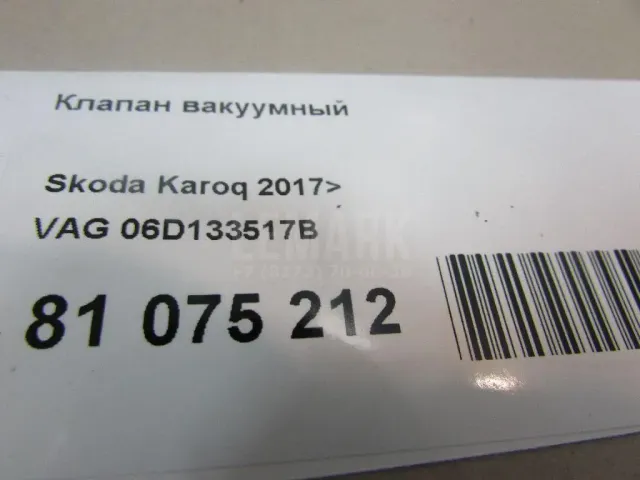 Клапан вакуумный
Skoda Karoq 2017>
VAG 06D133517B
81 075 212